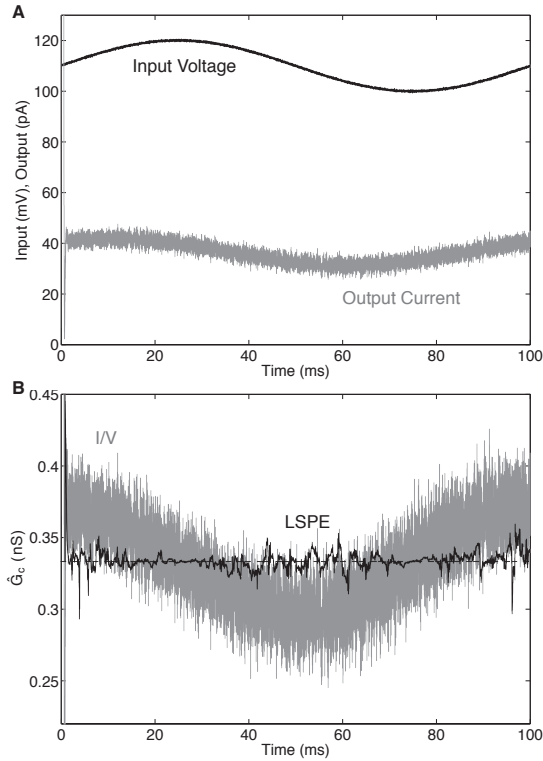 A
Input (mV), Output (pA)
120
100
80
60
40
20
0
Input Voltage
Output Current
0 20 40 60 80 100
Time (ms)
B
Ĝc (nS)
0.45
0.4
0.35
0.3
0.25
I/V
LSPE
0 20 40 60 80 100
Time (ms)